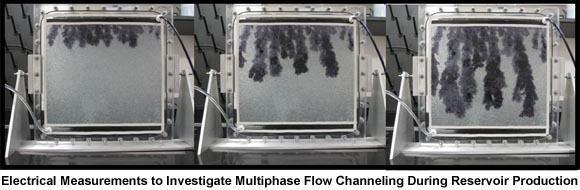 Electrical Measurements to Investigate Multiphase Flow Channeling During Reservoir Production